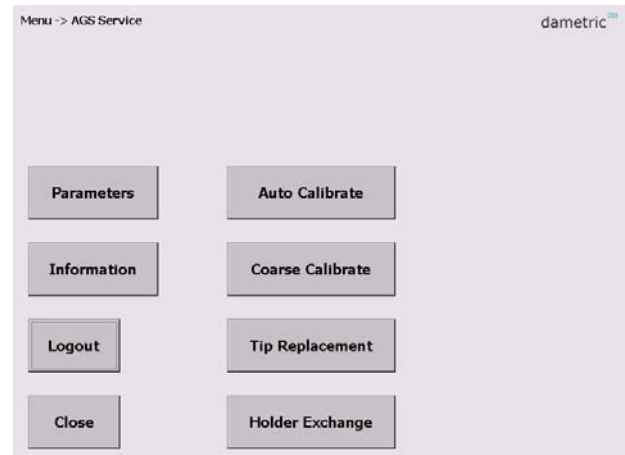 Menu -> AGS Service
dametric
Parameters
Auto Calibrate
Information
Coarse Calibrate
Logout
Tip Replacement
Close
Holder Exchange